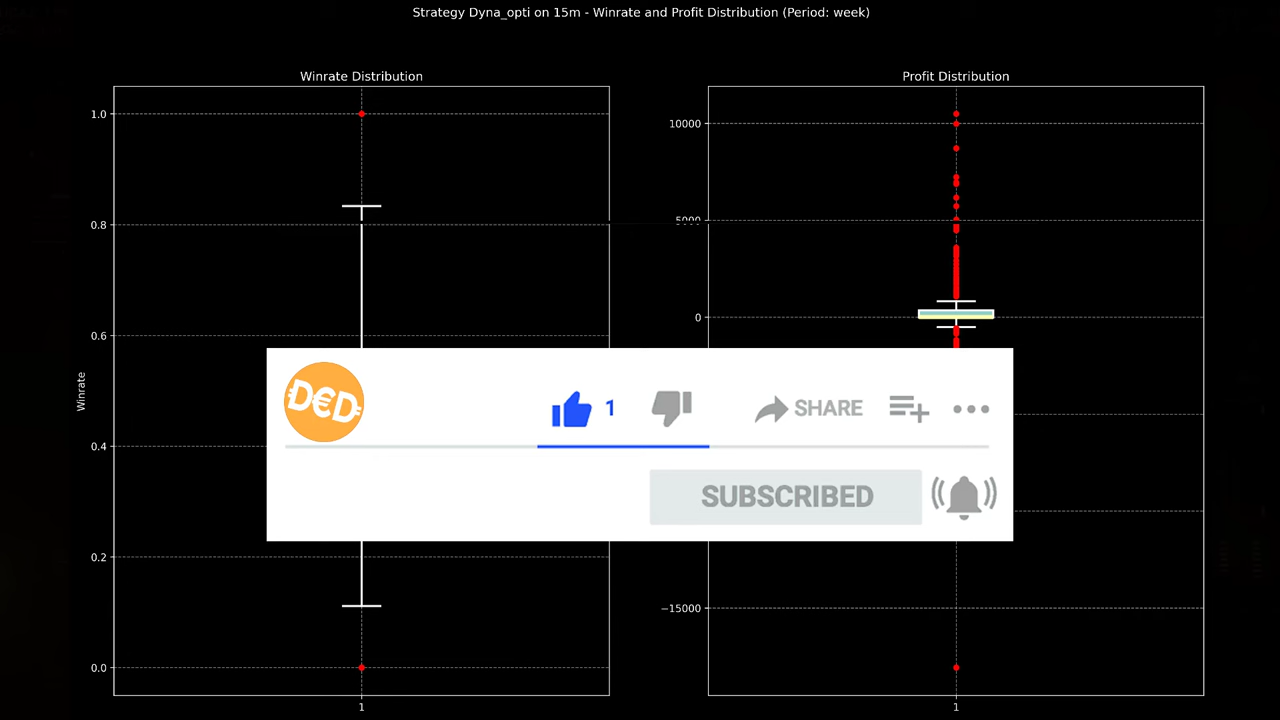 Strategy Dyna_opti on 15m - Winrate and Profit Distribution (Period: week)
Winrate Distribution
Profit Distribution
1.0
0.8
0.6
0.4
0.2
0.0
Winrate
1
10000
5000
0
−15000
1
DED
1
SHARE
SUBSCRIBED